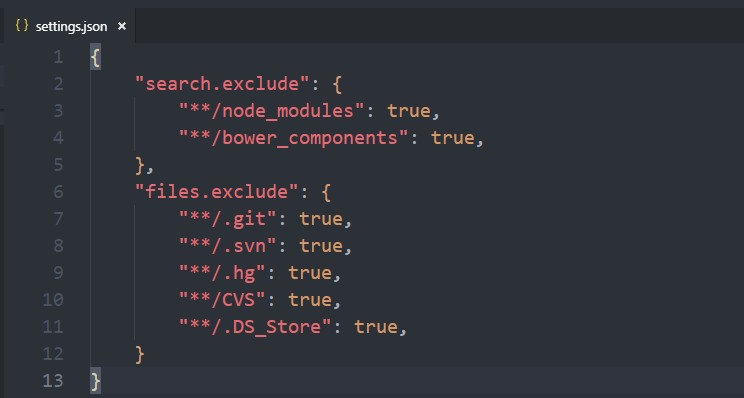 { } settings.json ×
1 {
2     "search.exclude": {
3         "**/node_modules": true,
4         "**/bower_components": true,
5     },
6     "files.exclude": {
7         "**/.git": true,
8         "**/.svn": true,
9         "**/.hg": true,
10         "**/CVS": true,
11         "**/.DS_Store": true,
12     }
13 }